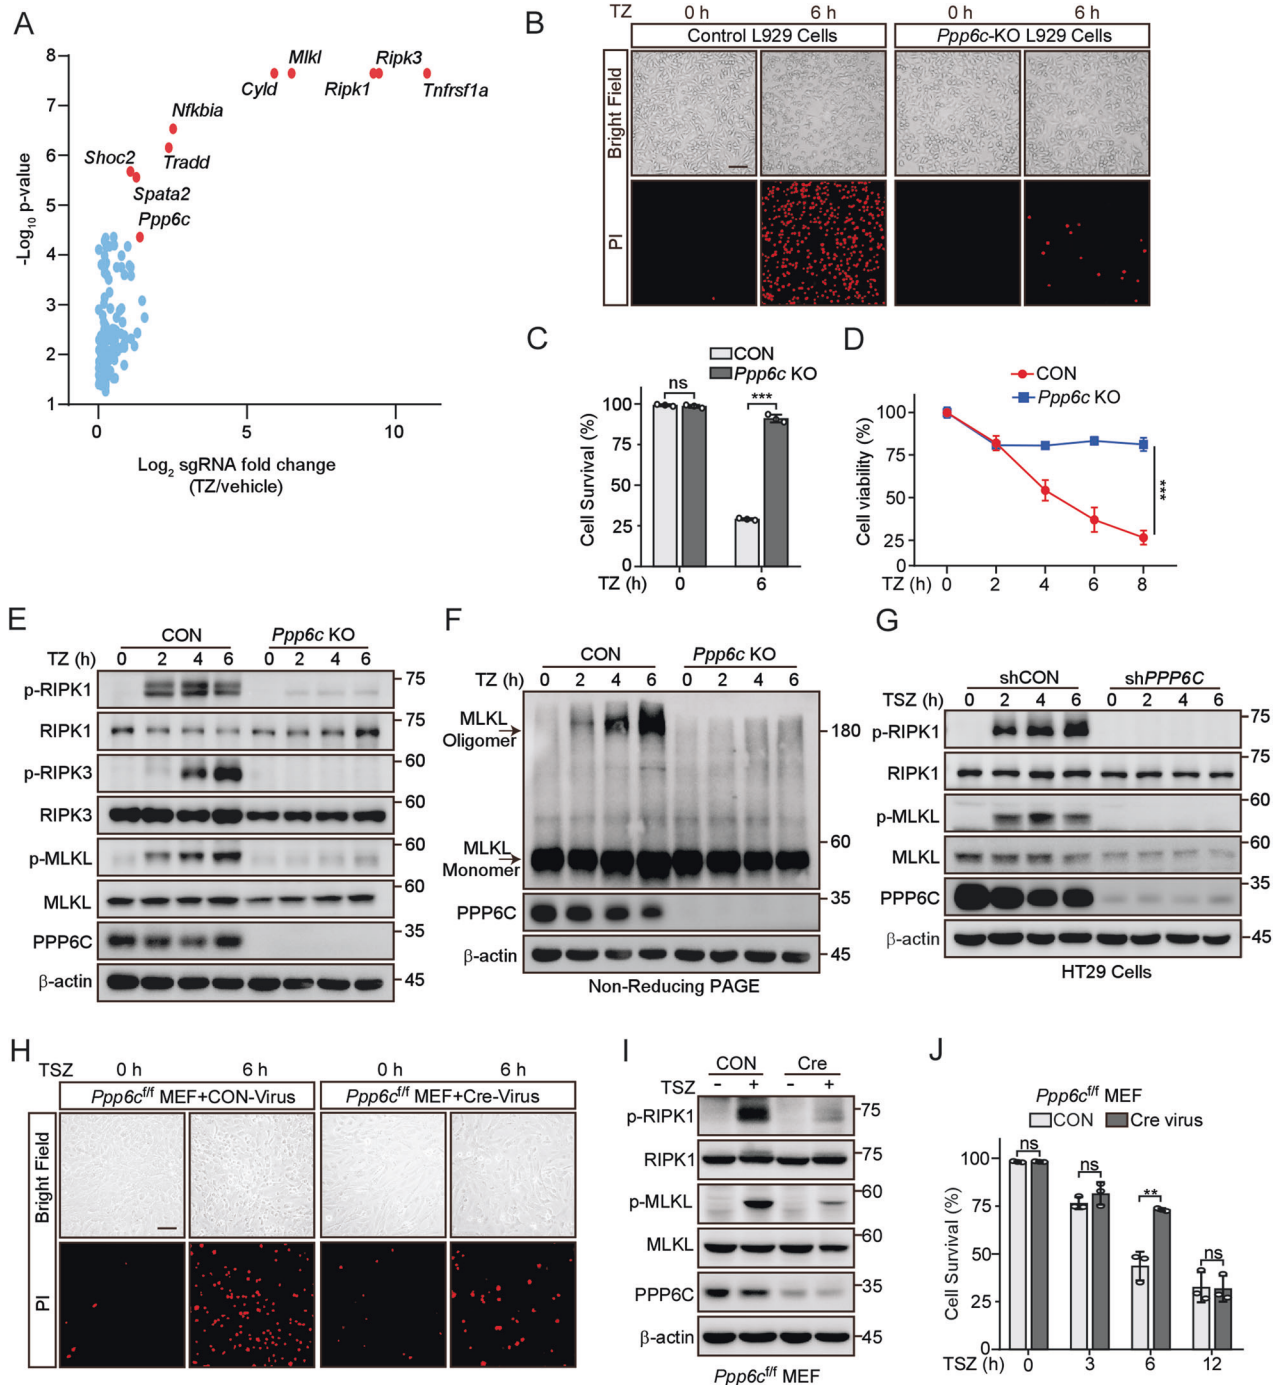 A
-Log10 p-value
8
7
6
5
4
3
2
1
0
5
10
Log2 sgRNA fold change
(TZ/vehicle)
Mlkl
Ripk3
Cyld
Ripk1
Tnfrsf1a
Nfkbia
Tradd
Shoc2
Spata2
Ppp6c
B
TZ 0 h 6 h 0 h 6 h
Control L929 Cells Ppp6c-KO L929 Cells
Bright Field
PI
C
CON
Ppp6c KO
Cell Survival (%)
100
75
50
25
0
ns
***
TZ (h) 0 6
D
CON
Ppp6c KO
Cell viability (%)
100
75
50
25
0
***
TZ (h) 0 2 4 6 8
E
CON Ppp6c KO
TZ (h) 0 2 4 6 0 2 4 6
p-RIPK1 75
RIPK1 75
p-RIPK3 60
RIPK3 60
p-MLKL 60
MLKL 60
PPP6C 35
β-actin 45
F
CON Ppp6c KO
TZ (h) 0 2 4 6 0 2 4 6
MLKL
Oligomer 180
MLKL
Monomer 60
PPP6C 35
β-actin 45
Non-Reducing PAGE
G
shCON shPPP6C
TSZ (h) 0 2 4 6 0 2 4 6
p-RIPK1 75
RIPK1 75
p-MLKL 60
MLKL 60
PPP6C 35
β-actin 45
HT29 Cells
H
TSZ 0 h 6 h 0 h 6 h
Ppp6cf/f MEF+CON-Virus Ppp6cf/f MEF+Cre-Virus
Bright Field
PI
I
CON Cre
TSZ - + - +
p-RIPK1 75
RIPK1 75
p-MLKL 60
MLKL 60
PPP6C 35
β-actin 45
Ppp6cf/f MEF
J
Ppp6cf/f MEF
CON Cre virus
Cell Survival (%)
100
75
50
25
0
ns
ns
**
ns
TSZ (h) 0 3 6 12